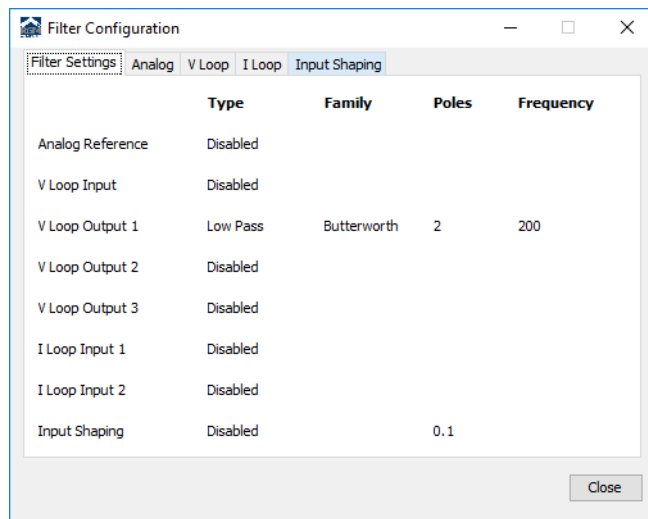 Filter Configuration
Filter Settings Analog V Loop I Loop Input Shaping
Type Family Poles Frequency
Analog Reference Disabled
V Loop Input Disabled
V Loop Output 1 Low Pass Butterworth 2 200
V Loop Output 2 Disabled
V Loop Output 3 Disabled
I Loop Input 1 Disabled
I Loop Input 2 Disabled
Input Shaping Disabled 0.1
Close